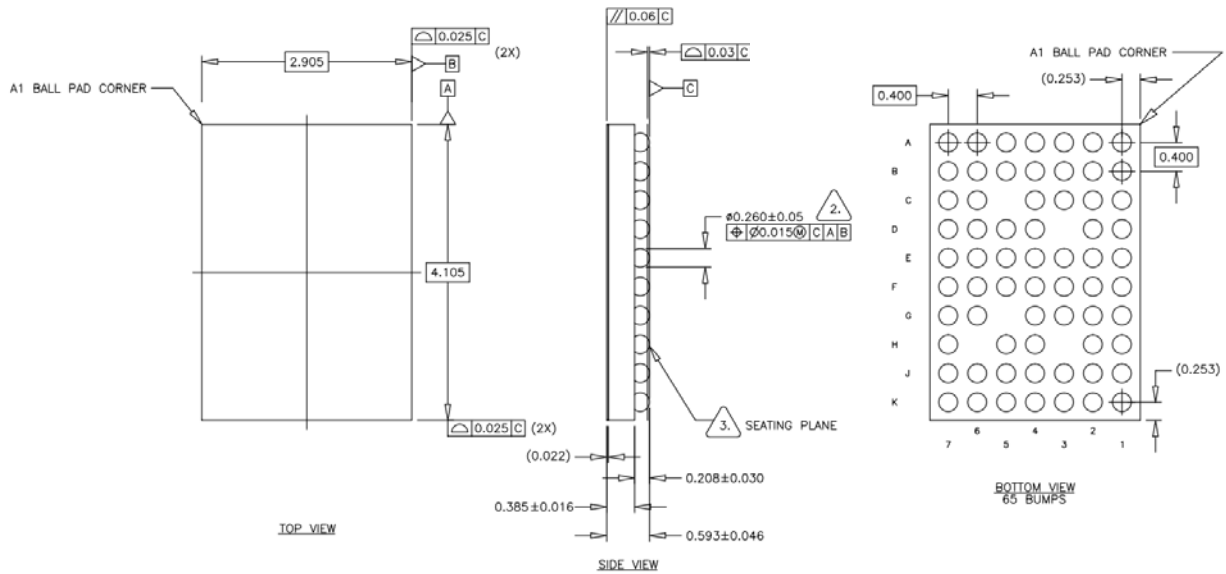 ⌓ 0.025 C
(2X)
2.905
B
A
A1 BALL PAD CORNER
4.105
⌓ 0.025 C (2X)
TOP VIEW
// 0.06 C
⌓ 0.03 C
C
2.
ø0.260±0.05
⌖ Ø0.015Ⓜ C A B
3. SEATING PLANE
(0.022)
0.208±0.030
0.385±0.016
0.593±0.046
SIDE VIEW
A1 BALL PAD CORNER
(0.253)
0.400
0.400
A
B
C
D
E
F
G
H
J
K
(0.253)
7 6 5 4 3 2 1
BOTTOM VIEW
65 BUMPS